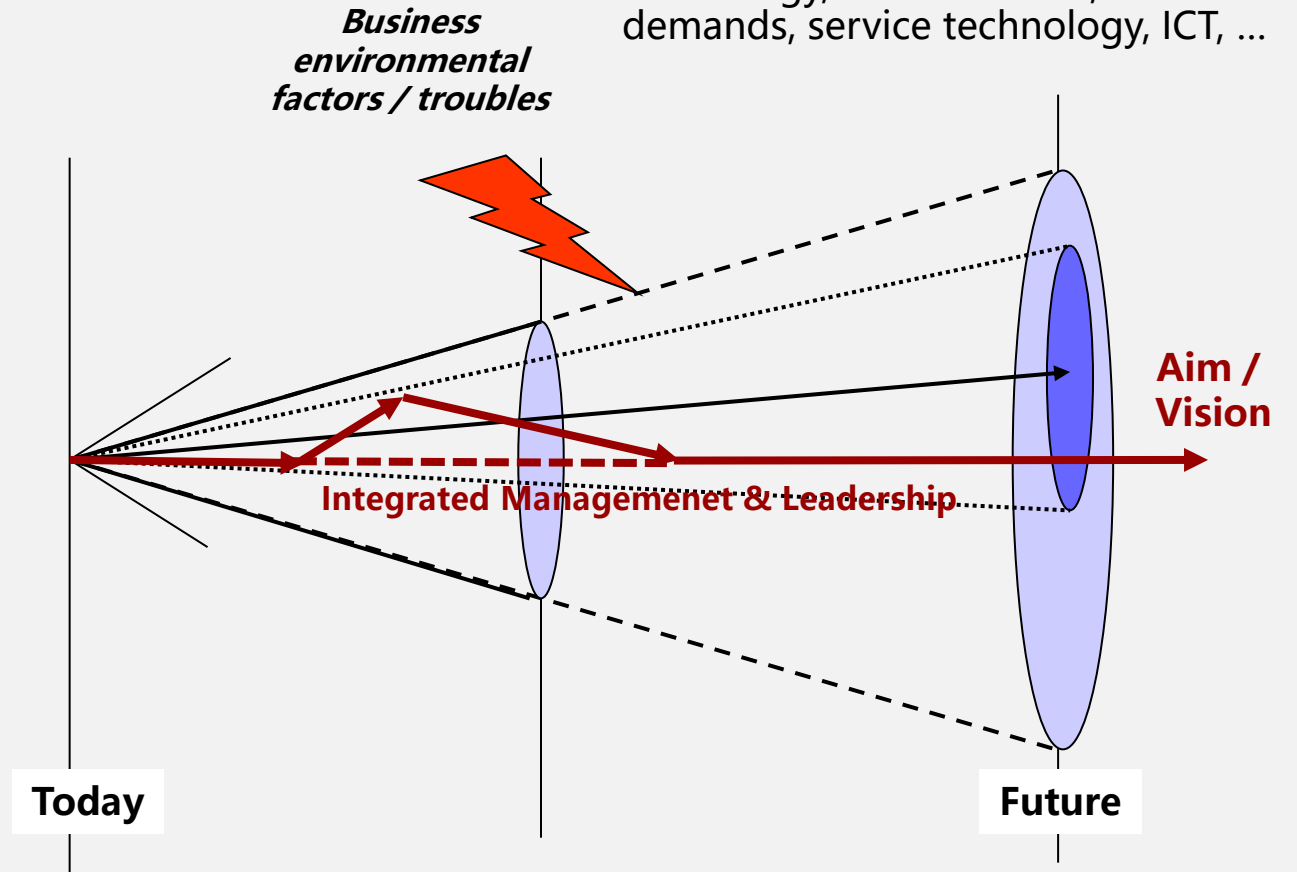 demands, service technology, ICT, ...
Business
environmental
factors / troubles
Aim /
Vision
Integrated Managemenet & Leadership
Today
Future